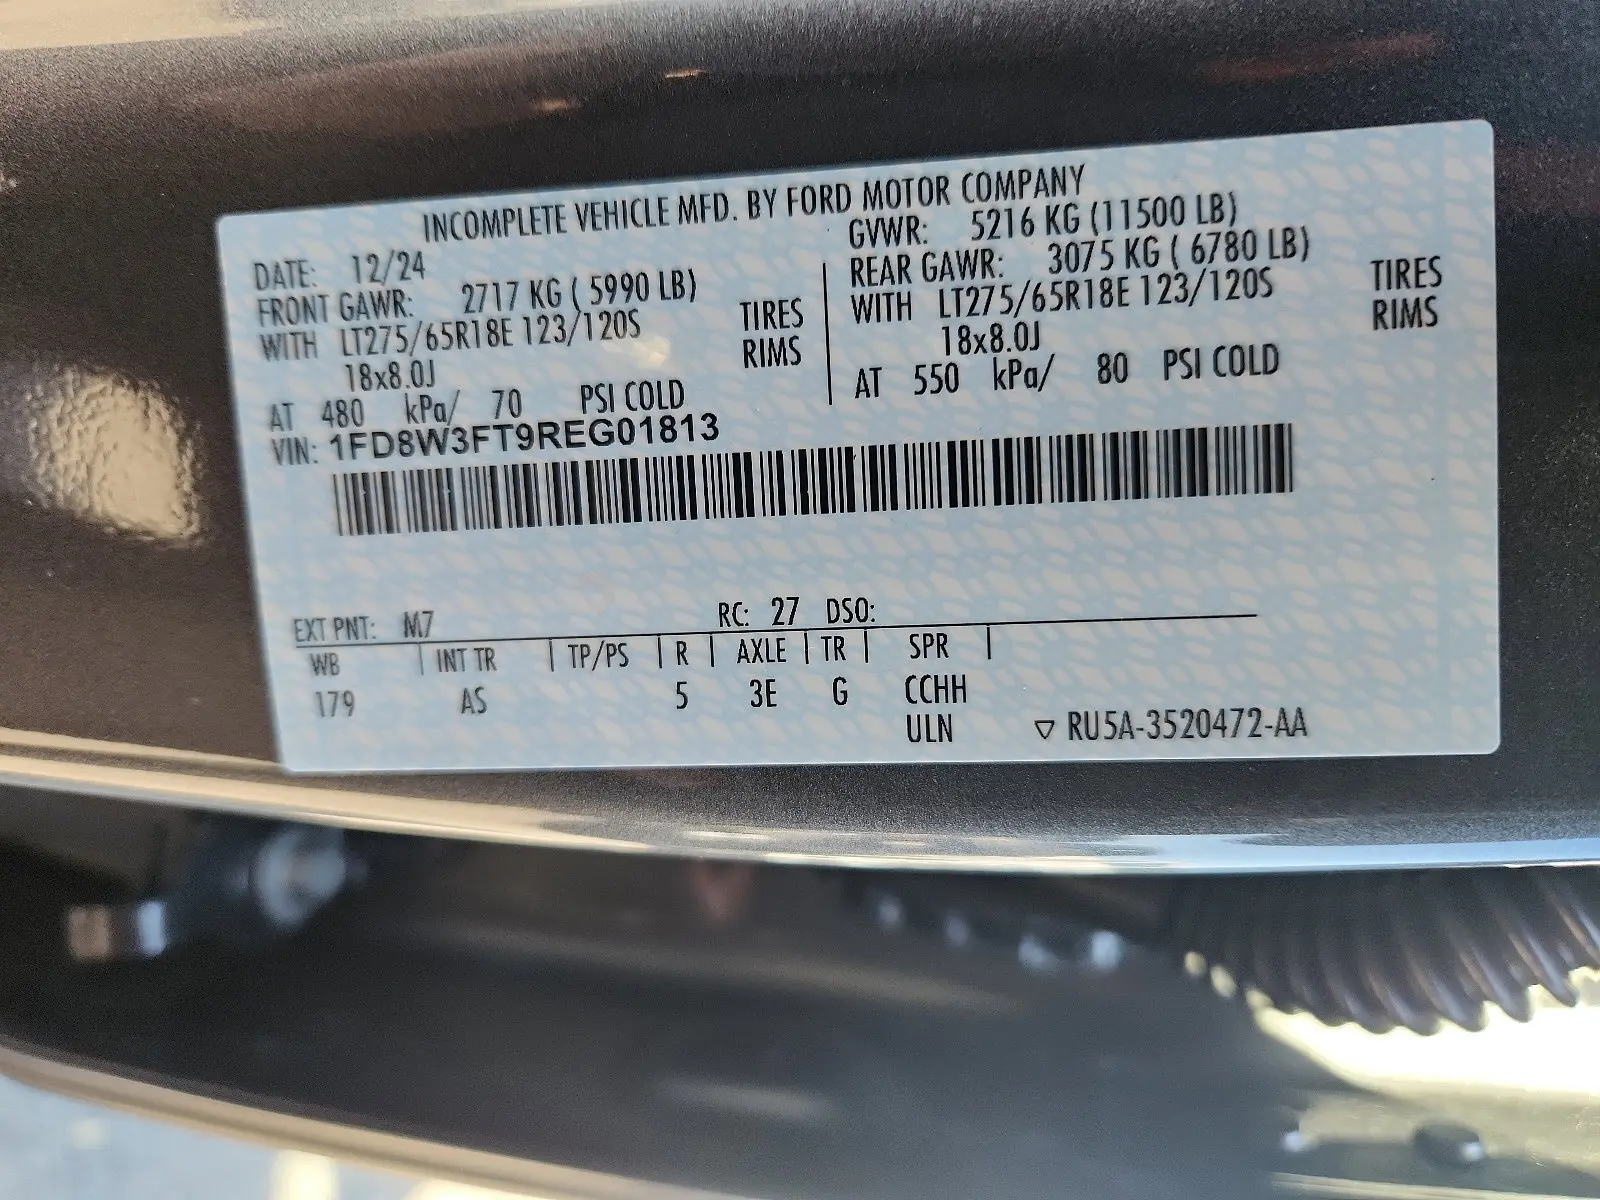 INCOMPLETE VEHICLE MFD. BY FORD MOTOR COMPANY
DATE: 12/24
FRONT GAWR: 2717 KG ( 5990 LB)
WITH LT275/65R18E 123/120S TIRES
18x8.0J RIMS
AT 480 kPa/ 70 PSI COLD
GVWR: 5216 KG (11500 LB)
REAR GAWR: 3075 KG ( 6780 LB)
WITH LT275/65R18E 123/120S TIRES
18x8.0J RIMS
AT 550 kPa/ 80 PSI COLD
VIN: 1FD8W3FT9REG01813
EXT PNT: M7 RC: 27 DSO:
WB | INT TR | TP/PS | R | AXLE | TR | SPR |
179 AS 5 3E G CCHH
ULN ▽ RU5A-3520472-AA